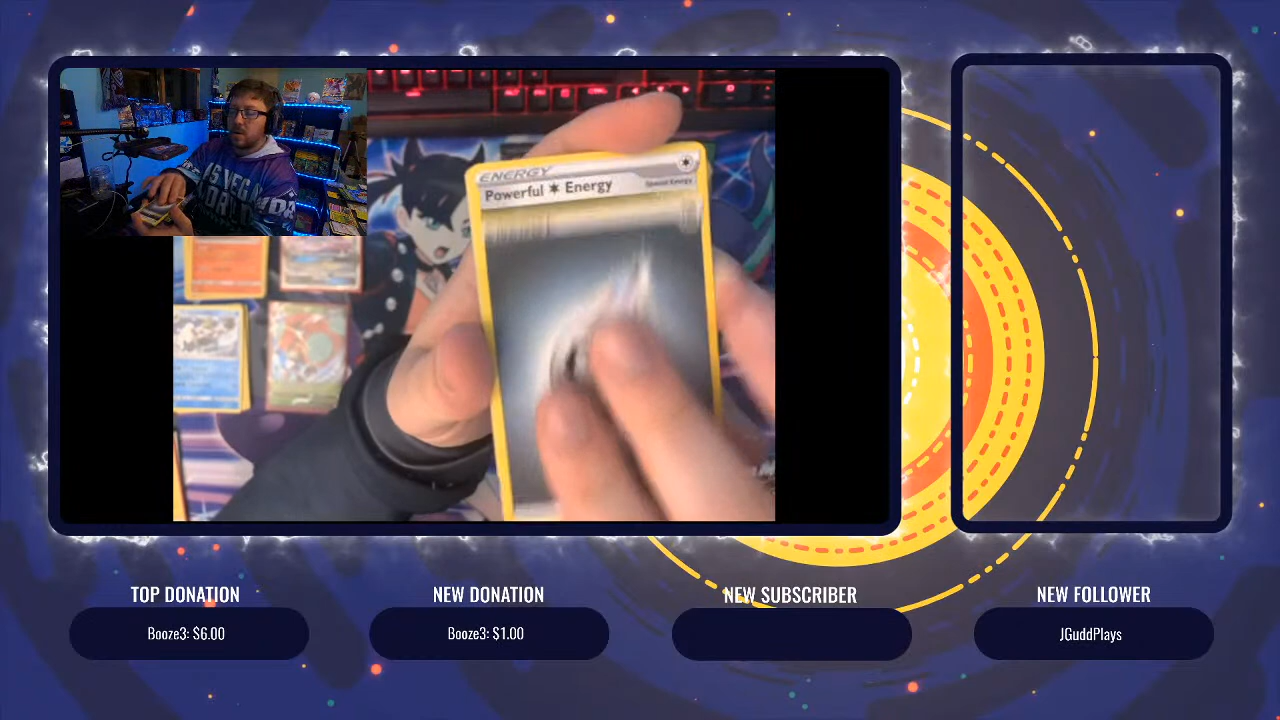 ENERGY
Powerful Energy
Special Energy
TOP DONATION
NEW DONATION
NEW SUBSCRIBER
NEW FOLLOWER
Booze3: $6.00
Booze3: $1.00
JGuddPlays